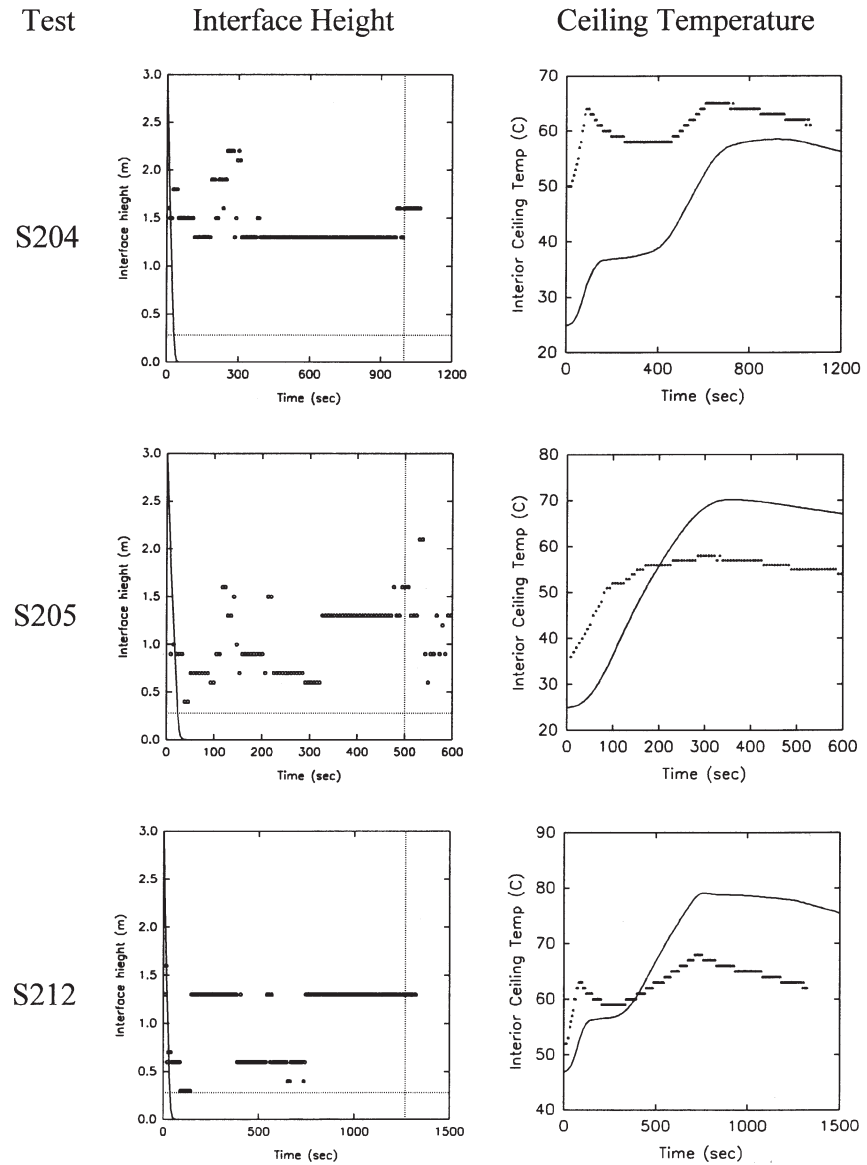 Test Interface Height Ceiling Temperature
S204
Interface hieght (m)
3.0
2.5
2.0
1.5
1.0
0.5
0.0
0 300 600 900 1200
Time (sec)
Interior Ceiling Temp (C)
70
60
50
40
30
20
0 400 800 1200
Time (sec)
S205
Interface hieght (m)
3.0
2.5
2.0
1.5
1.0
0.5
0.0
0 100 200 300 400 500 600
Time (sec)
Interior Ceiling Temp (C)
80
70
60
50
40
30
20
0 100 200 300 400 500 600
Time (sec)
S212
Interface hieght (m)
3.0
2.5
2.0
1.5
1.0
0.5
0.0
0 500 1000 1500
Time (sec)
Interior Ceiling Temp (C)
90
80
70
60
50
40
0 500 1000 1500
Time (sec)